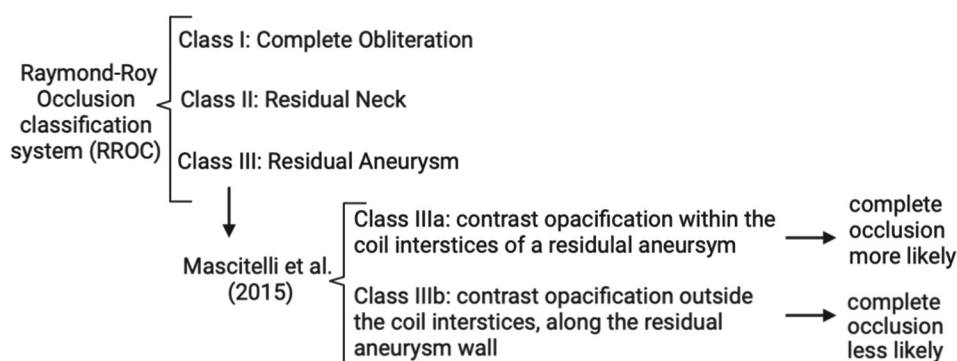 Raymond-Roy
Occlusion
classification
system (RROC)
Class I: Complete Obliteration
Class II: Residual Neck
Class III: Residual Aneurysm
Mascitelli et al.
(2015)
Class IIIa: contrast opacification within the
coil interstices of a residulal aneursym
complete
occlusion
more likely
Class IIIb: contrast opacification outside
the coil interstices, along the residual
aneurysm wall
complete
occlusion
less likely